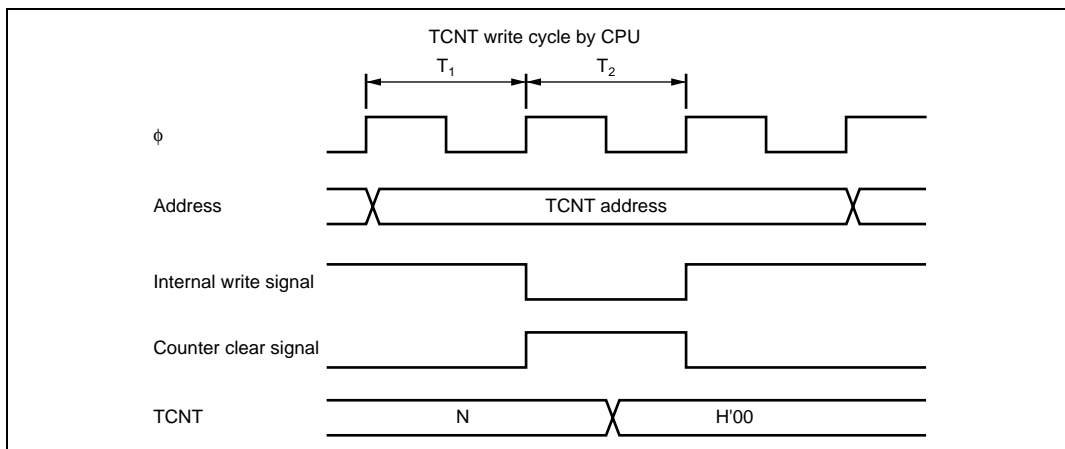 TCNT write cycle by CPU
T1 T2
ϕ
Address TCNT address
Internal write signal
Counter clear signal
TCNT N H'00